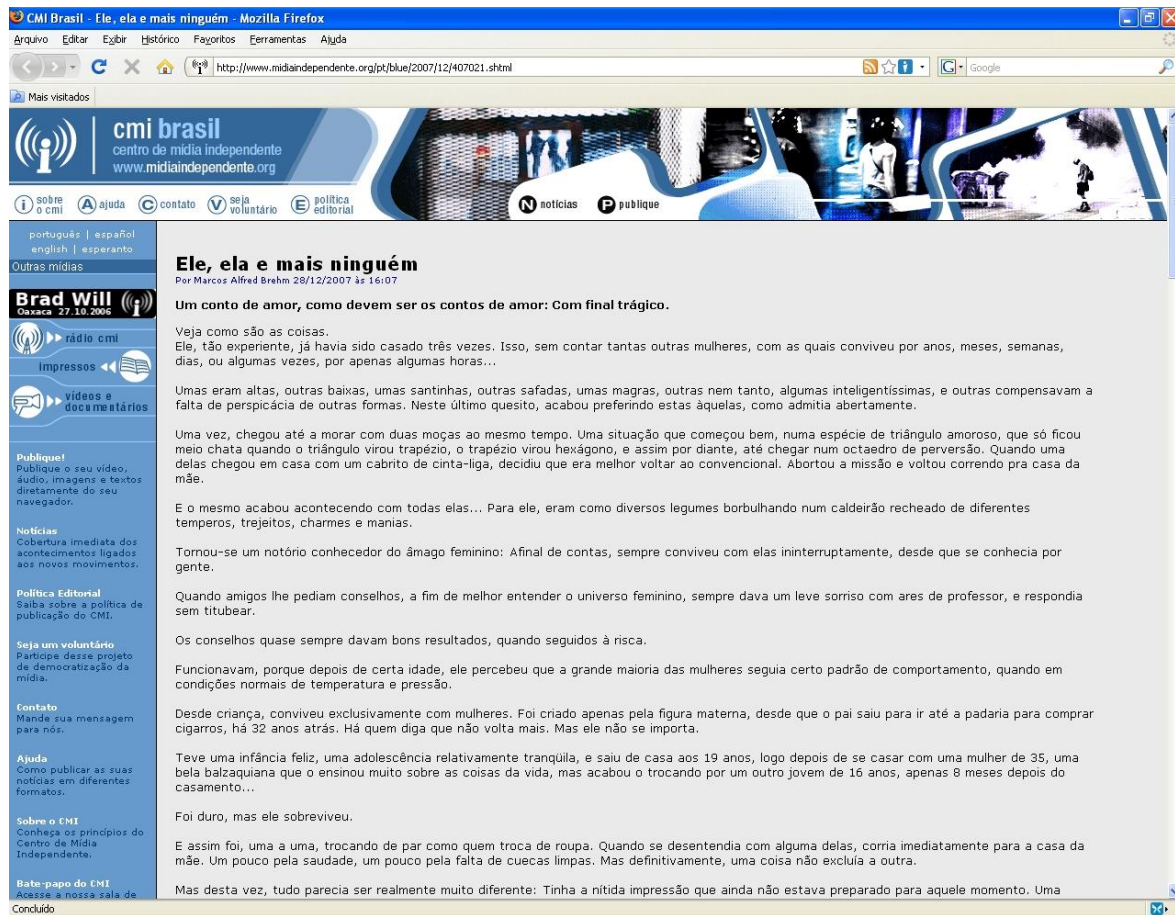 CMI Brasil - Ele, ela e mais ninguém - Mozilla Firefox
Arquivo Editar Exibir Histórico Favoritos Ferramentas Ajuda
http://www.midiaindependente.org/pt/blue/2007/12/407021.shtml
G Google
Mais visitados
cmi brasil
centro de mídia independente
www.midiaindependente.org
i sobre o cmi
A ajuda
C contato
V seja voluntário
E política editorial
N notícias
P publique
português | español
english | esperanto
Outras mídias
Brad Will
Oaxaca 27.10.2006
rádio cmi
impressos
vídeos e
documentários
Publique!
Publique o seu vídeo,
áudio, imagens e textos
diretamente do seu
navegador.
Notícias
Cobertura imediata dos
acontecimentos ligados
aos novos movimentos.
Política Editorial
Saiba sobre a política de
publicação do CMI.
Seja um voluntário
Participe desse projeto
de democratização da
mídia.
Contato
Mande sua mensagem
para nós.
Ajuda
Como publicar as suas
notícias em diferentes
formatos.
Sobre o CMI
Conheça os princípios do
Centro de Mídia
Independente.
Bate-papo do CMI
Acesse a nossa sala de
Ele, ela e mais ninguém
Por Marcos Alfred Brehm 28/12/2007 às 16:07
Um conto de amor, como devem ser os contos de amor: Com final trágico.
Veja como são as coisas.
Ele, tão experiente, já havia sido casado três vezes. Isso, sem contar tantas outras mulheres, com as quais conviveu por anos, meses, semanas,
dias, ou algumas vezes, por apenas algumas horas...
Umas eram altas, outras baixas, umas santinhas, outras safadas, umas magras, outras nem tanto, algumas inteligentíssimas, e outras compensavam a
falta de perspicácia de outras formas. Neste último quesito, acabou preferindo estas àquelas, como admitia abertamente.
Uma vez, chegou até a morar com duas moças ao mesmo tempo. Uma situação que começou bem, numa espécie de triângulo amoroso, que só ficou
meio chata quando o triângulo virou trapézio, o trapézio virou hexágono, e assim por diante, até chegar num octaedro de perversão. Quando uma
delas chegou em casa com um cabrito de cinta-liga, decidiu que era melhor voltar ao convencional. Abortou a missão e voltou correndo pra casa da
mãe.
E o mesmo acabou acontecendo com todas elas... Para ele, eram como diversos legumes borbulhando num caldeirão recheado de diferentes
temperos, trejeitos, charmes e manias.
Tornou-se um notório conhecedor do âmago feminino: Afinal de contas, sempre conviveu com elas ininterruptamente, desde que se conhecia por
gente.
Quando amigos lhe pediam conselhos, a fim de melhor entender o universo feminino, sempre dava um leve sorriso com ares de professor, e respondia
sem titubear.
Os conselhos quase sempre davam bons resultados, quando seguidos à risca.
Funcionavam, porque depois de certa idade, ele percebeu que a grande maioria das mulheres seguia certo padrão de comportamento, quando em
condições normais de temperatura e pressão.
Desde criança, conviveu exclusivamente com mulheres. Foi criado apenas pela figura materna, desde que o pai saiu para ir até a padaria para comprar
cigarros, há 32 anos atrás. Há quem diga que não volta mais. Mas ele não se importa.
Teve uma infância feliz, uma adolescência relativamente tranqüila, e saiu de casa aos 19 anos, logo depois de se casar com uma mulher de 35, uma
bela balzaquiana que o ensinou muito sobre as coisas da vida, mas acabou o trocando por um outro jovem de 16 anos, apenas 8 meses depois do
casamento...
Foi duro, mas ele sobreviveu.
E assim foi, uma a uma, trocando de par como quem troca de roupa. Quando se desentendia com alguma delas, corria imediatamente para a casa da
mãe. Um pouco pela saudade, um pouco pela falta de cuecas limpas. Mas definitivamente, uma coisa não excluía a outra.
Mas desta vez, tudo parecia ser realmente muito diferente: Tinha a nítida impressão que ainda não estava preparado para aquele momento. Uma
Concluído